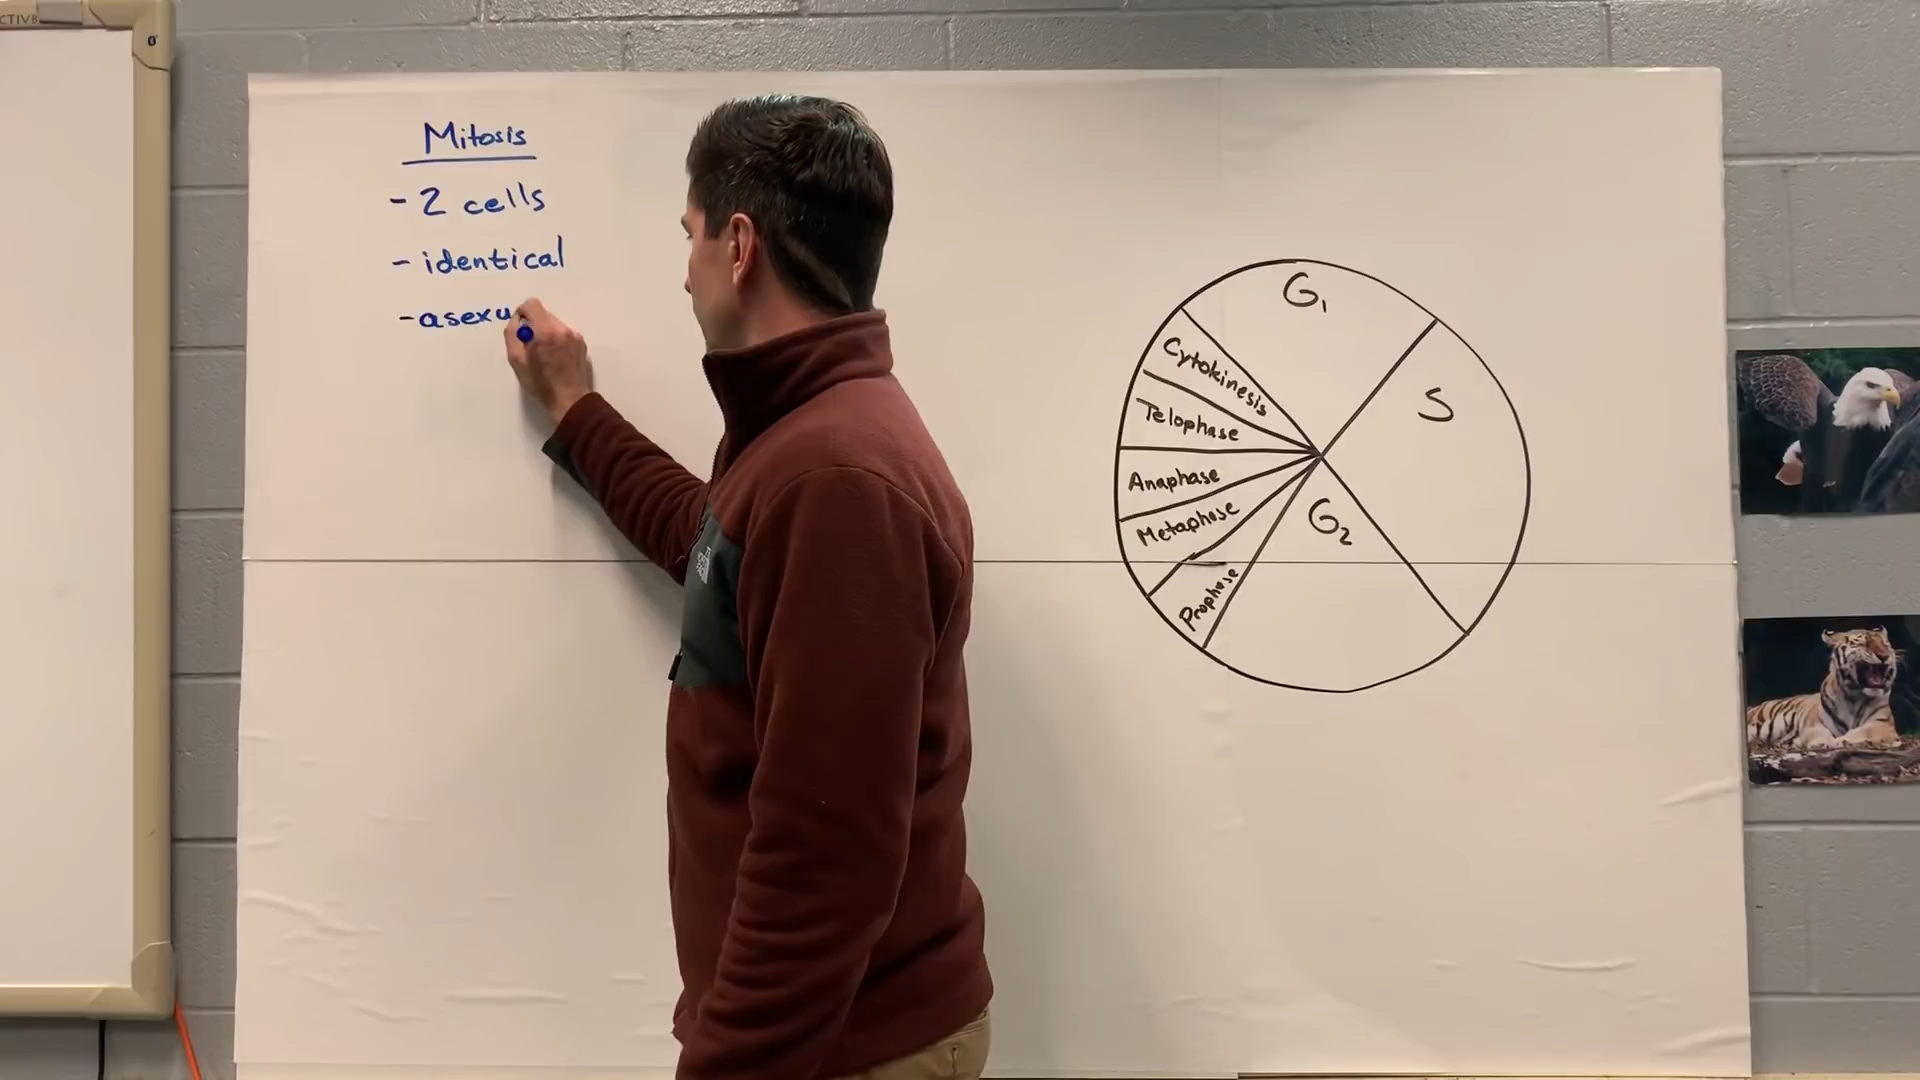 Mitosis
- 2 cells
- identical
- asexu
G1
S
G2
Cytokinesis
Telophase
Anaphase
Metaphase
Prophase